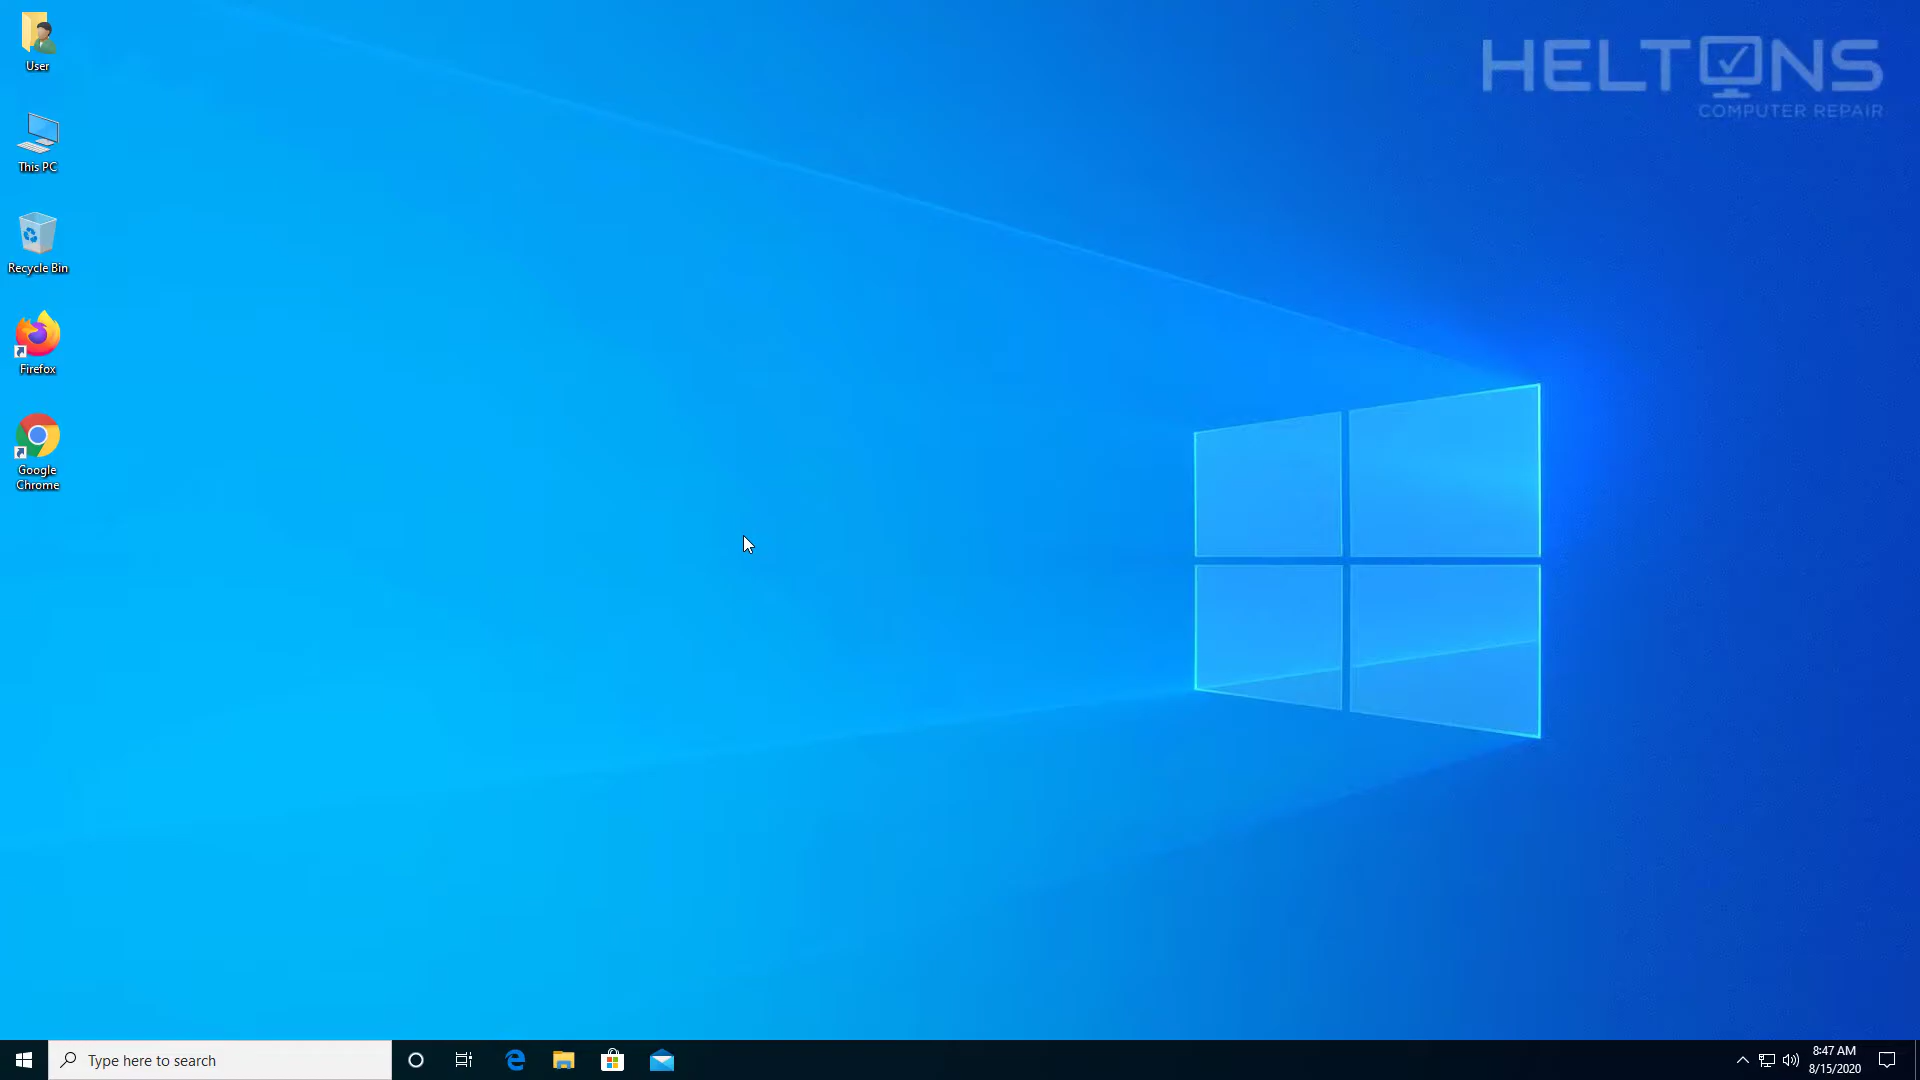 HELTONS
COMPUTER REPAIR
User
This PC
Recycle Bin
Firefox
Google
Chrome
Type here to search
8:47 AM
8/15/2020